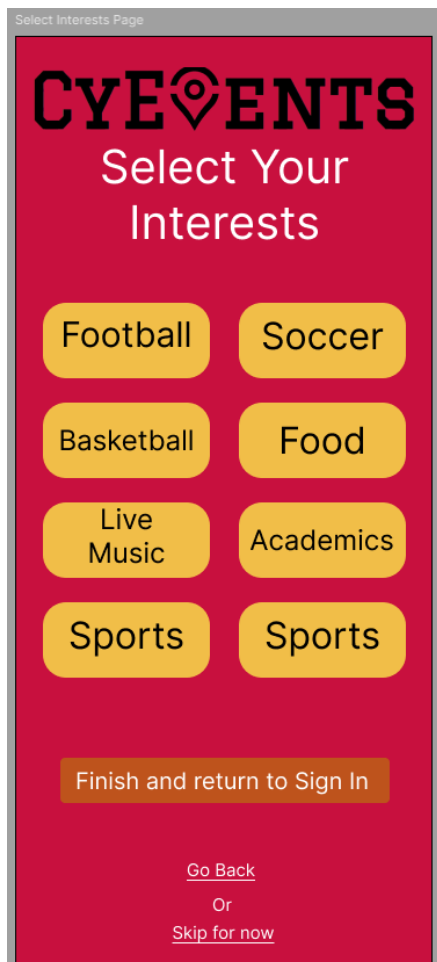 Select Interests Page
CYEVENTS
Select Your
Interests
Football
Soccer
Basketball
Food
Live
Music
Academics
Sports
Sports
Finish and return to Sign In
Go Back
Or
Skip for now